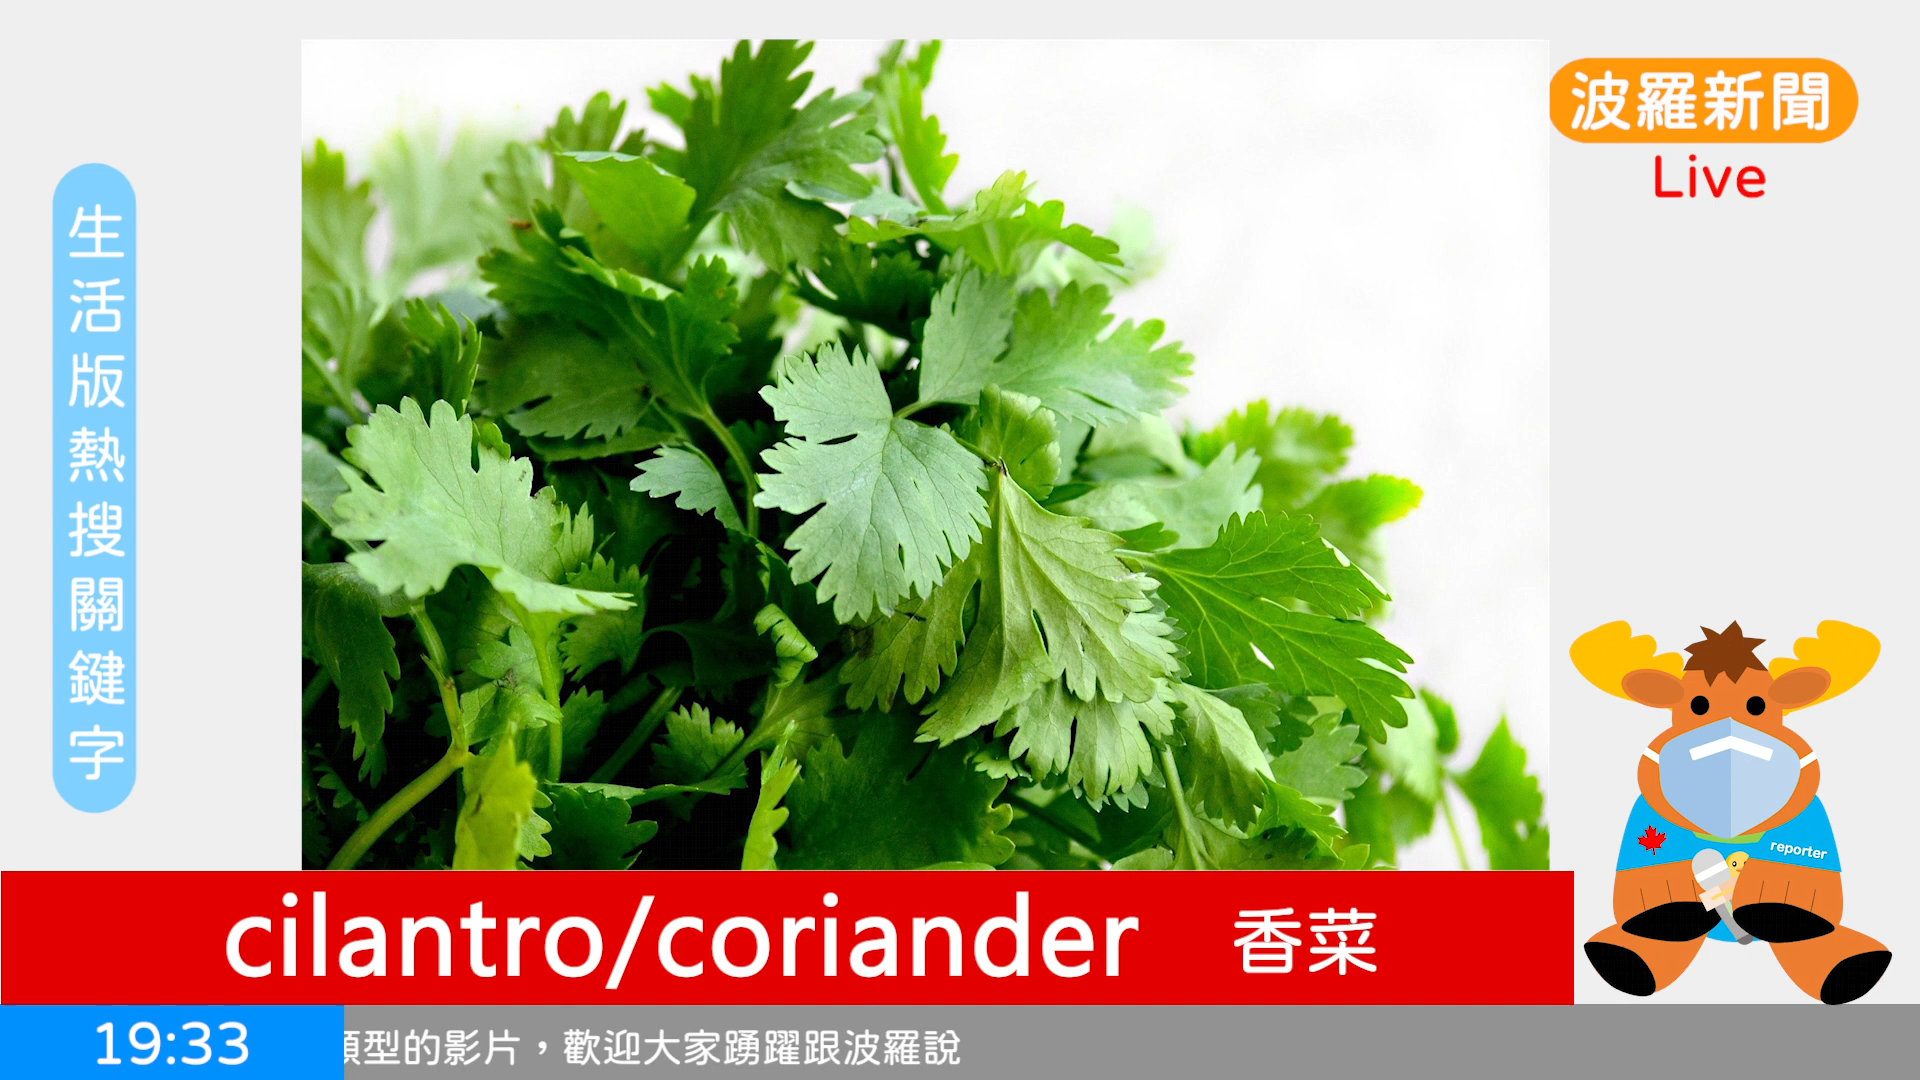 波羅新聞
Live
生活版熱搜關鍵字
reporter
cilantro/coriander 香菜
19:33
類型的影片，歡迎大家踴躍跟波羅說